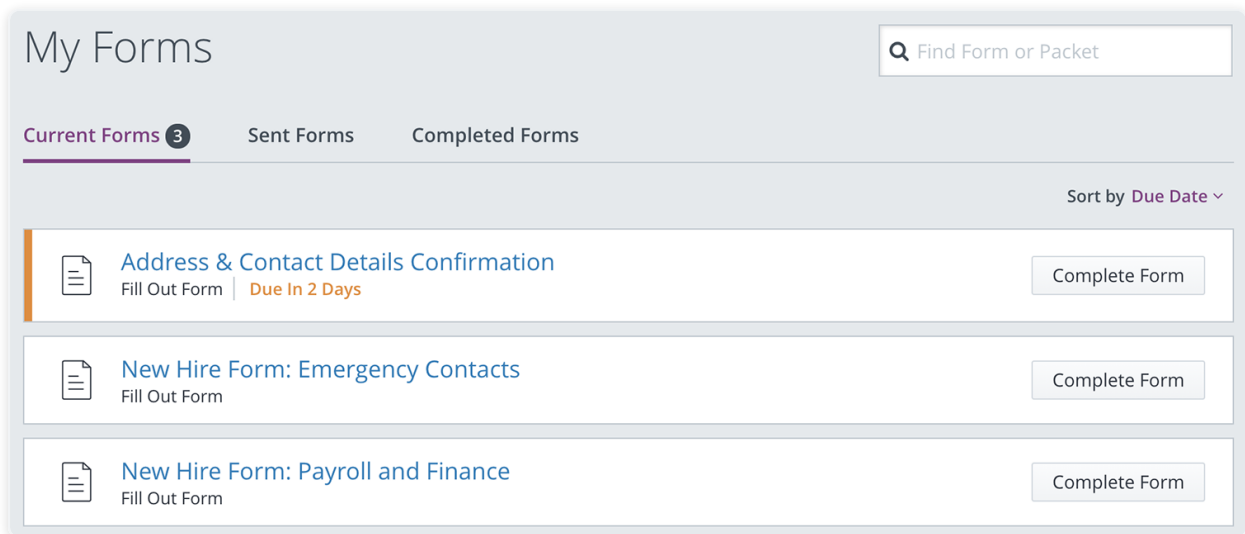 My Forms
Find Form or Packet
Current Forms 3
Sent Forms
Completed Forms
Sort by Due Date
Address & Contact Details Confirmation
Fill Out Form | Due In 2 Days
Complete Form
New Hire Form: Emergency Contacts
Fill Out Form
Complete Form
New Hire Form: Payroll and Finance
Fill Out Form
Complete Form